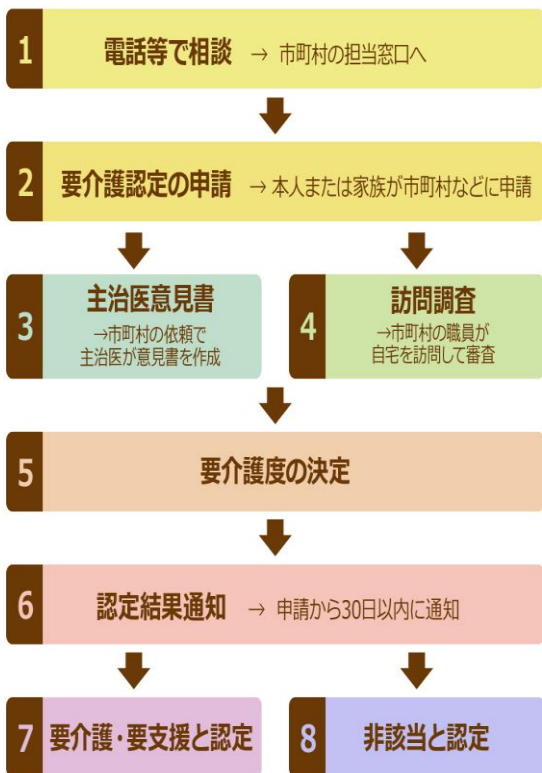 1 電話等で相談 → 市町村の担当窓口へ
2 要介護認定の申請 → 本人または家族が市町村などに申請
3 主治医意見書
→市町村の依頼で
主治医が意見書を作成
4 訪問調査
→市町村の職員が
自宅を訪問して審査
5 要介護度の決定
6 認定結果通知 → 申請から30日以内に通知
7 要介護・要支援と認定
8 非該当と認定